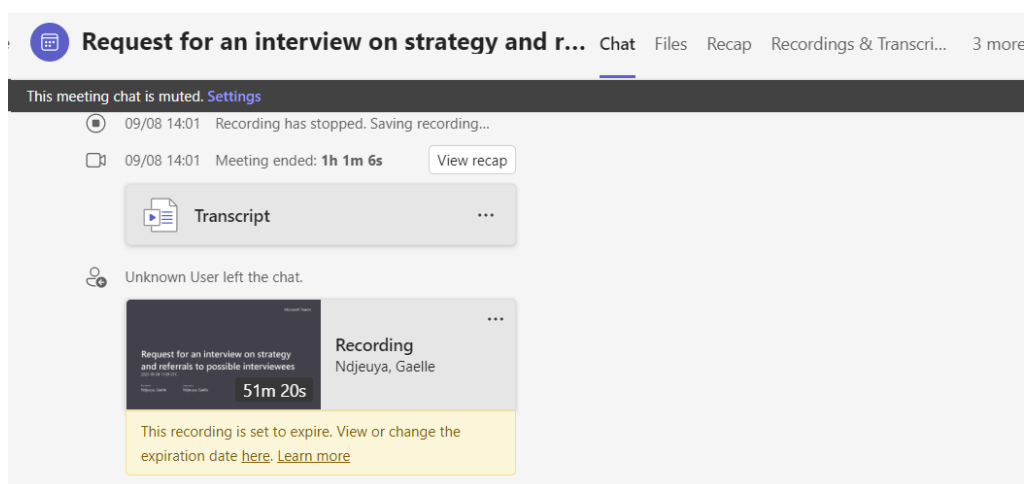 Request for an interview on strategy and r... Chat Files Recap Recordings & Transcri... 3 more
This meeting chat is muted. Settings
09/08 14:01 Recording has stopped. Saving recording...
09/08 14:01 Meeting ended: 1h 1m 6s View recap
Transcript
Unknown User left the chat.
Microsoft Teams
Request for an interview on strategy
and referrals to possible interviewees
Ndjeuya, Gaelle Ndjeuya, Gaelle
51m 20s
Recording
Ndjeuya, Gaelle
This recording is set to expire. View or change the
expiration date here. Learn more